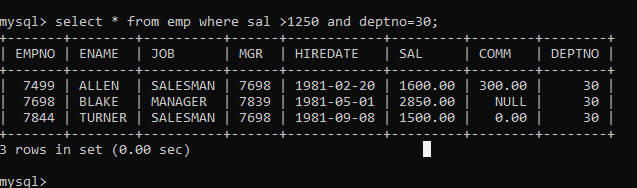 mysql> select * from emp where sal >1250 and deptno=30;
+-------+--------+----------+------+------------+---------+--------+--------+
| EMPNO | ENAME  | JOB      | MGR  | HIREDATE   | SAL     | COMM   | DEPTNO |
+-------+--------+----------+------+------------+---------+--------+--------+
|  7499 | ALLEN  | SALESMAN | 7698 | 1981-02-20 | 1600.00 | 300.00 |     30 |
|  7698 | BLAKE  | MANAGER  | 7839 | 1981-05-01 | 2850.00 |   NULL |     30 |
|  7844 | TURNER | SALESMAN | 7698 | 1981-09-08 | 1500.00 |   0.00 |     30 |
+-------+--------+----------+------+------------+---------+--------+--------+
3 rows in set (0.00 sec)
mysql>